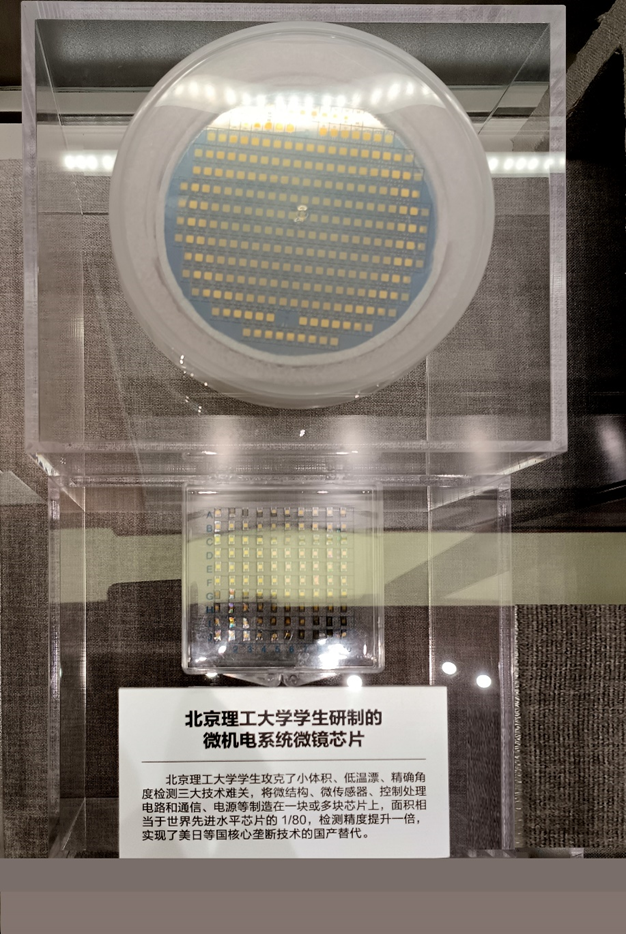 北京理工大学学生研制的
微机电系统微镜芯片
北京理工大学学生攻克了小体积、低温漂、精确角
度检测三大技术难关，将微结构、微传感器、控制处理
电路和通信、电源等制造在一块或多块芯片上，面积相
当于世界先进水平芯片的 1/80，检测精度提升一倍，
实现了美日等国核心垄断技术的国产替代。